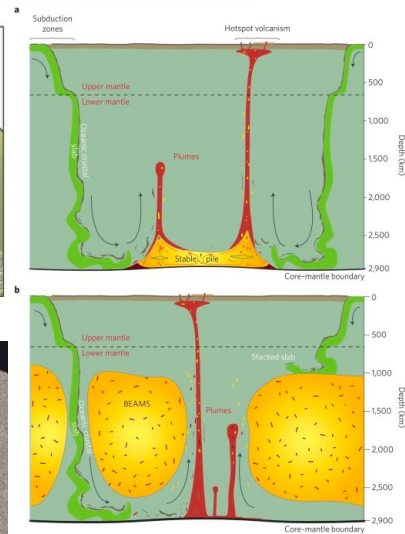 a
Subduction
zones
Hotspot volcanism
0
Upper mantle
500
Lower mantle
1,000
Oceanic crustal
slab
Plumes
1,500
Depth (km)
2,000
2,500
Stable pile
2,900
Core–mantle boundary
b
0
Upper mantle
500
Lower mantle
Stacked slab
1,000
BEAMS
Oceanic crustal
slab
Plumes
1,500
Depth (km)
2,000
2,500
2,900
Core–mantle boundary